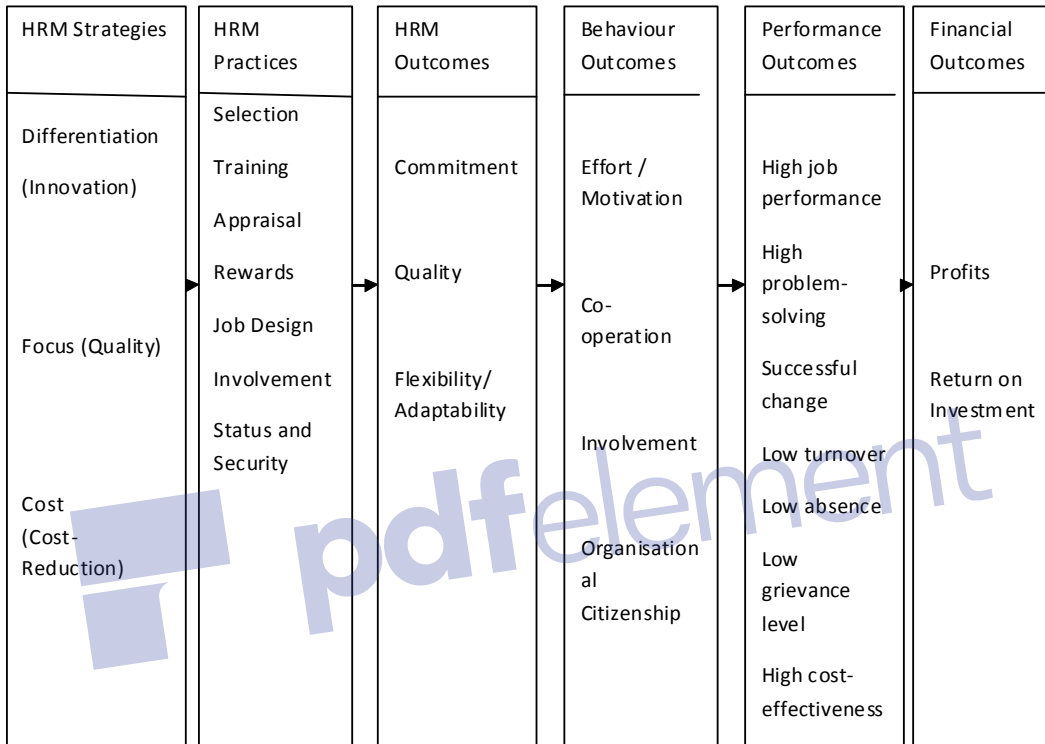 HRM Strategies
Differentiation
(Innovation)
Focus (Quality)
Cost
(Cost-
Reduction)
HRM
Practices
Selection
Training
Appraisal
Rewards
Job Design
Involvement
Status and
Security
HRM
Outcomes
Commitment
Quality
Flexibility/
Adaptability
Behaviour
Outcomes
Effort /
Motivation
Co-
operation
Involvement
Organisation
al
Citizenship
Performance
Outcomes
High job
performance
High
problem-
solving
Successful
change
Low turnover
Low absence
Low
grievance
level
High cost-
effectiveness
Financial
Outcomes
Profits
Return on
Investment
pdfelement